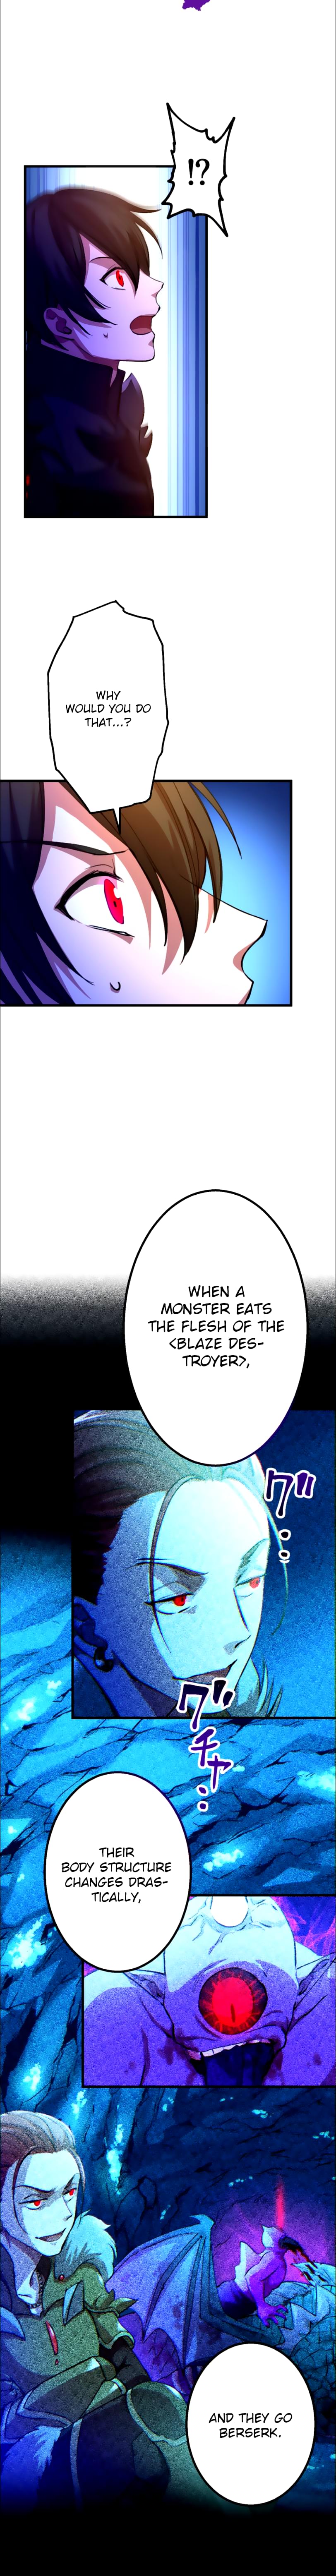 !?
WHY
WOULD YOU DO
THAT...?
WHEN A
MONSTER EATS
THE FLESH OF THE
<BLAZE DES-
TROYER>,
グ"
:
グ"
チャ
:
THEIR
BODY STRUCTURE
CHANGES DRAS-
TICALLY,
AND THEY GO
BERSERK.